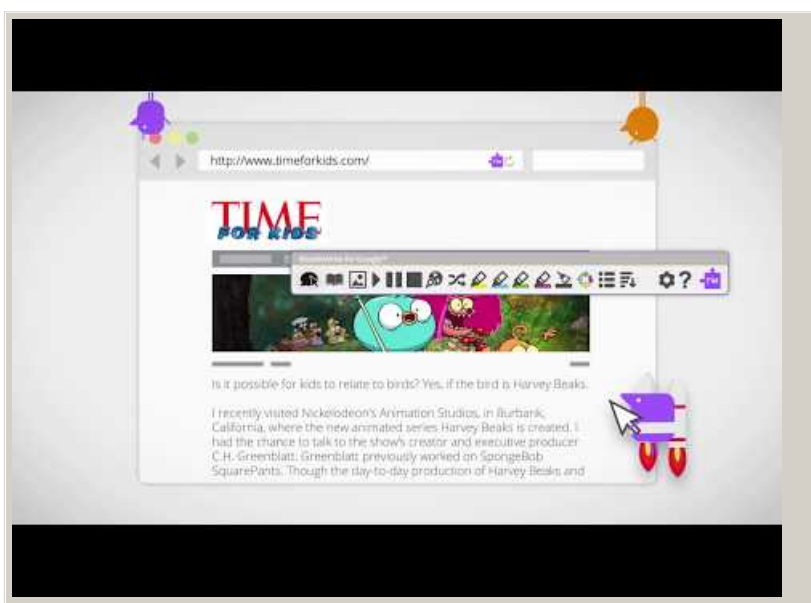 http://www.timeforkids.com/
TIME
FOR KIDS
Is it possible for kids to relate to birds? Yes, if the bird is Harvey Beaks.
I recently visited Nickelodeon's Animation Studios, in Burbank,
California, where the new animated series Harvey Beaks is created. I
had the chance to talk to the show's creator and executive producer
C.H. Greenblatt. Greenblatt previously worked on SpongeBob
SquarePants. Though the day-to-day production of Harvey Beaks and